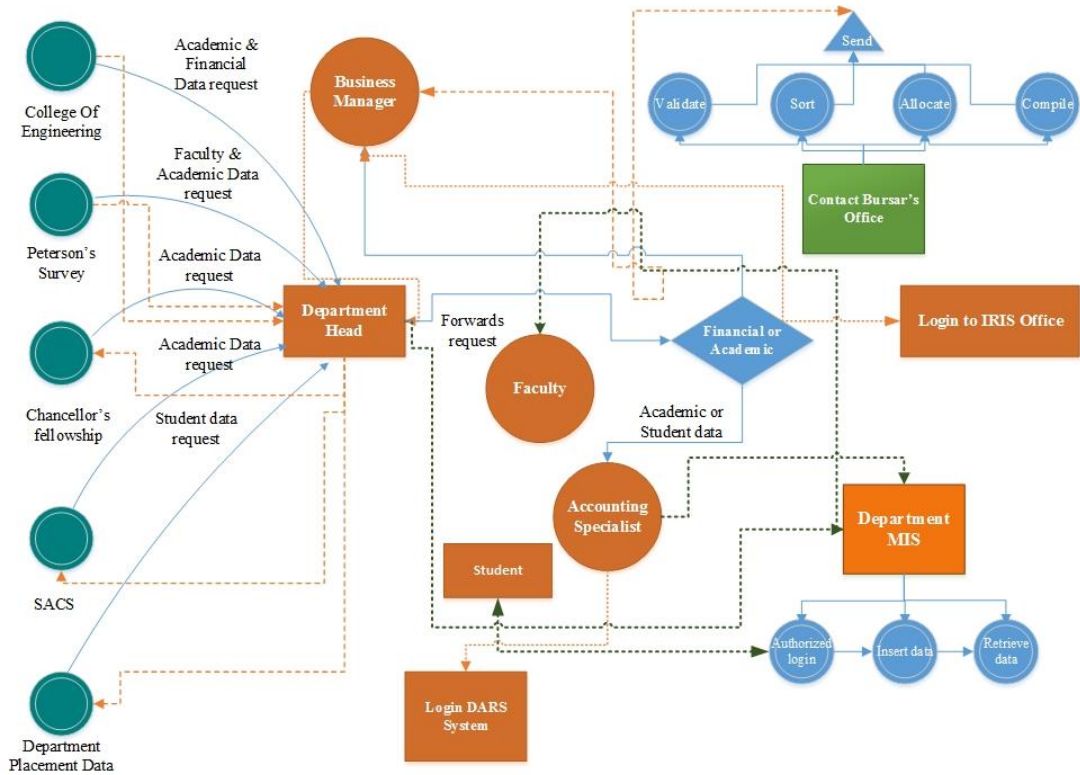 College Of
Engineering
Academic &
Financial
Data request
Business
Manager
Send
Validate
Sort
Allocate
Compile
Contact Bursar's
Office
Peterson's
Survey
Faculty &
Academic Data
request
Academic Data
request
Chancellor's
fellowship
Academic Data
request
Student data
request
Department
Head
Forwards
request
Faculty
Financial or
Academic
Login to IRIS Office
Academic or
Student data
Accounting
Specialist
Department
MIS
Student
SACS
Authorized
login
Insert data
Retrieve
data
Login DARS
System
Department
Placement Data